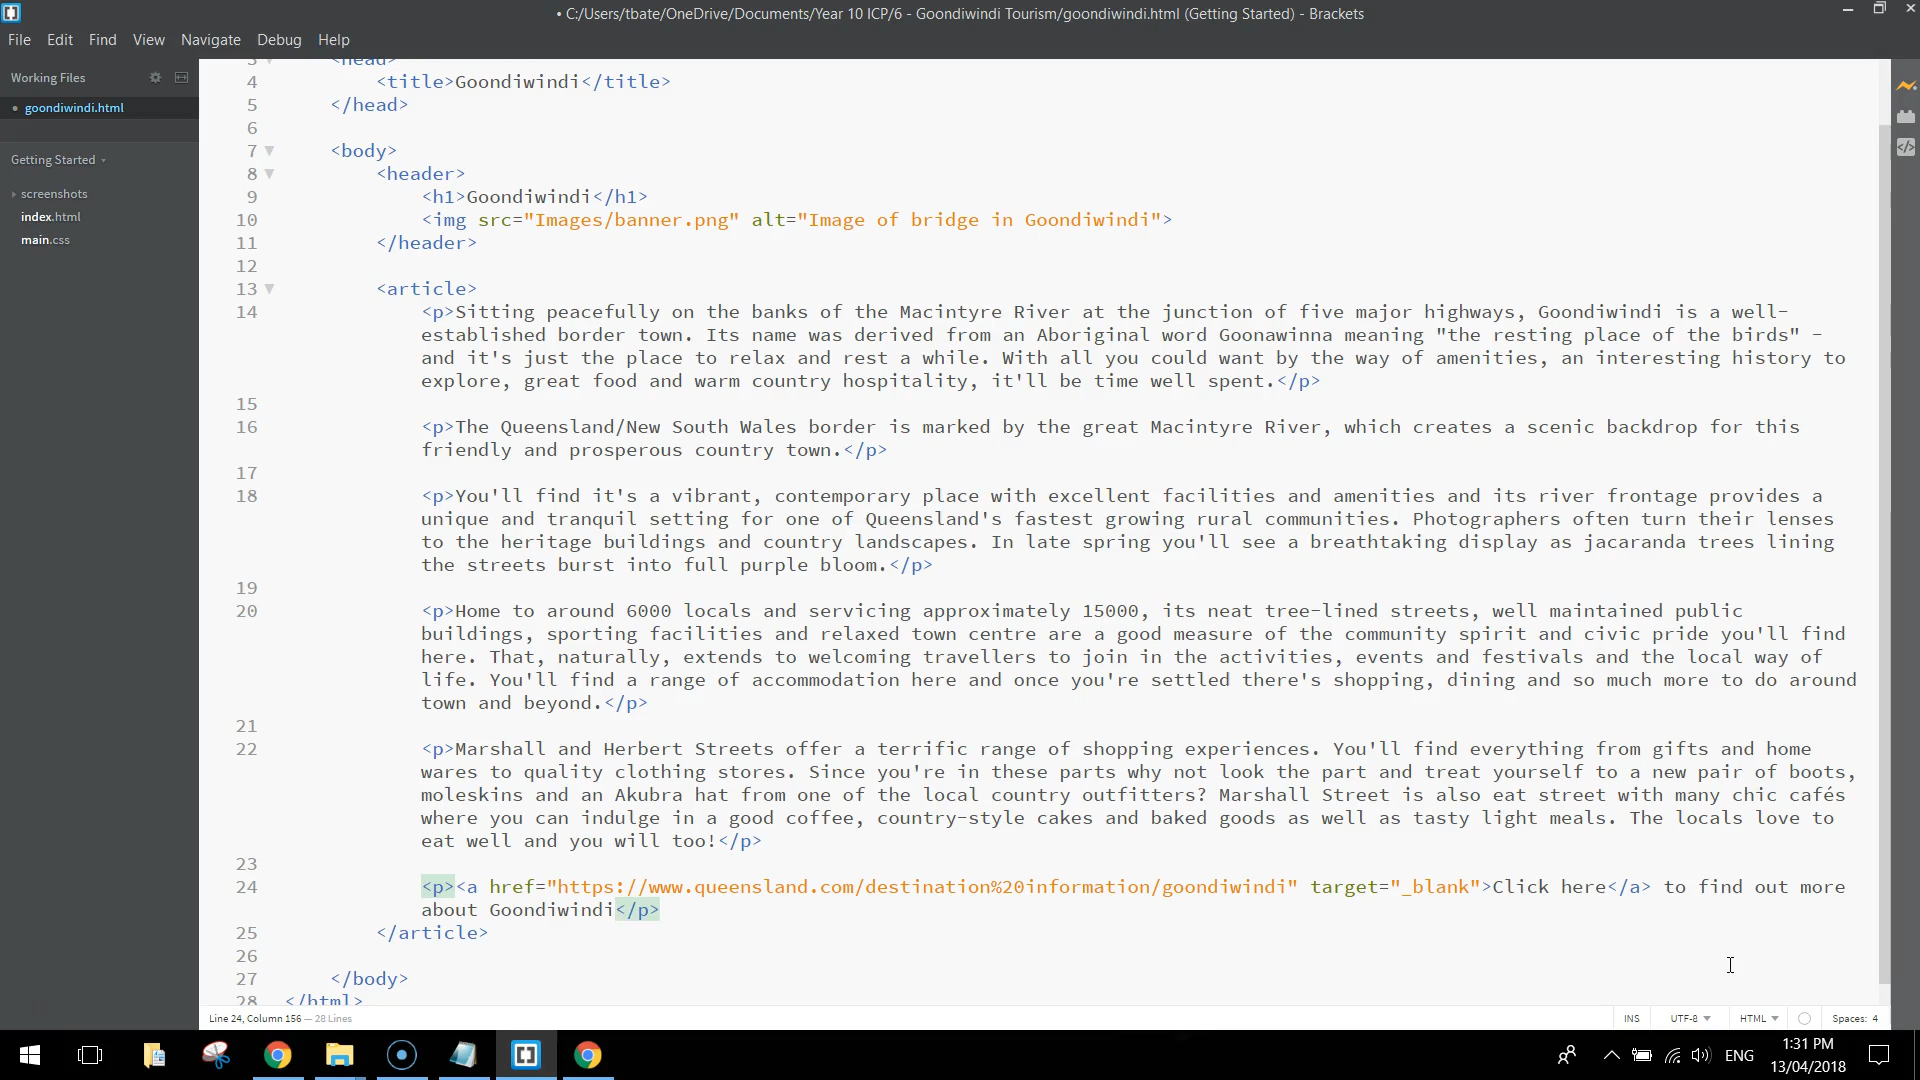 • C:/Users/tbate/OneDrive/Documents/Year 10 ICP/6 - Goondiwindi Tourism/goondiwindi.html (Getting Started) - Brackets
File Edit Find View Navigate Debug Help
Working Files
• goondiwindi.html
Getting Started
screenshots
index.html
main.css
3 <head>
4 <title>Goondiwindi</title>
5 </head>
6
7 <body>
8 <header>
9 <h1>Goondiwindi</h1>
10 <img src="Images/banner.png" alt="Image of bridge in Goondiwindi">
11 </header>
12
13 <article>
14 <p>Sitting peacefully on the banks of the Macintyre River at the junction of five major highways, Goondiwindi is a well-
established border town. Its name was derived from an Aboriginal word Goonawinna meaning "the resting place of the birds" -
and it's just the place to relax and rest a while. With all you could want by the way of amenities, an interesting history to
explore, great food and warm country hospitality, it'll be time well spent.</p>
15
16 <p>The Queensland/New South Wales border is marked by the great Macintyre River, which creates a scenic backdrop for this
friendly and prosperous country town.</p>
17
18 <p>You'll find it's a vibrant, contemporary place with excellent facilities and amenities and its river frontage provides a
unique and tranquil setting for one of Queensland's fastest growing rural communities. Photographers often turn their lenses
to the heritage buildings and country landscapes. In late spring you'll see a breathtaking display as jacaranda trees lining
the streets burst into full purple bloom.</p>
19
20 <p>Home to around 6000 locals and servicing approximately 15000, its neat tree-lined streets, well maintained public
buildings, sporting facilities and relaxed town centre are a good measure of the community spirit and civic pride you'll find
here. That, naturally, extends to welcoming travellers to join in the activities, events and festivals and the local way of
life. You'll find a range of accommodation here and once you're settled there's shopping, dining and so much more to do around
town and beyond.</p>
21
22 <p>Marshall and Herbert Streets offer a terrific range of shopping experiences. You'll find everything from gifts and home
wares to quality clothing stores. Since you're in these parts why not look the part and treat yourself to a new pair of boots,
moleskins and an Akubra hat from one of the local country outfitters? Marshall Street is also eat street with many chic cafés
where you can indulge in a good coffee, country-style cakes and baked goods as well as tasty light meals. The locals love to
eat well and you will too!</p>
23
24 <p><a href="https://www.queensland.com/destination%20information/goondiwindi" target="_blank">Click here</a> to find out more
about Goondiwindi</p>
25 </article>
26
27 </body>
28 </html>
Line 24, Column 156 — 28 Lines
INS UTF-8 HTML Spaces: 4
ENG
1:31 PM
13/04/2018